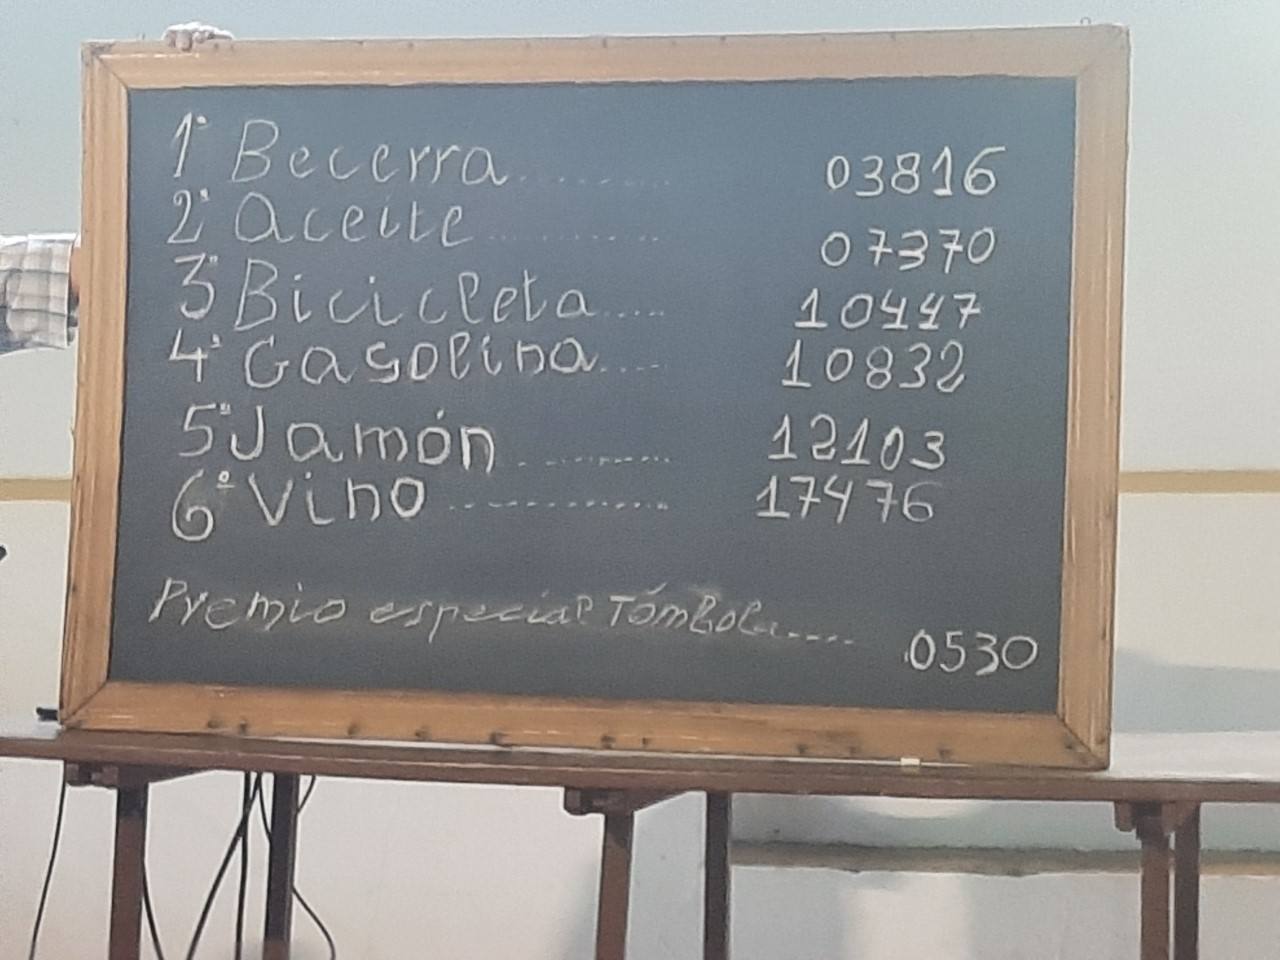 1º Becerra.......... 03816
2º Aceite........... 07370
3º Bicicleta..... 10447
4º Gasolina..... 10832
5º Jamón........... 12103
6º Vino............. 17476
Premio especial Tómbola..... 0530